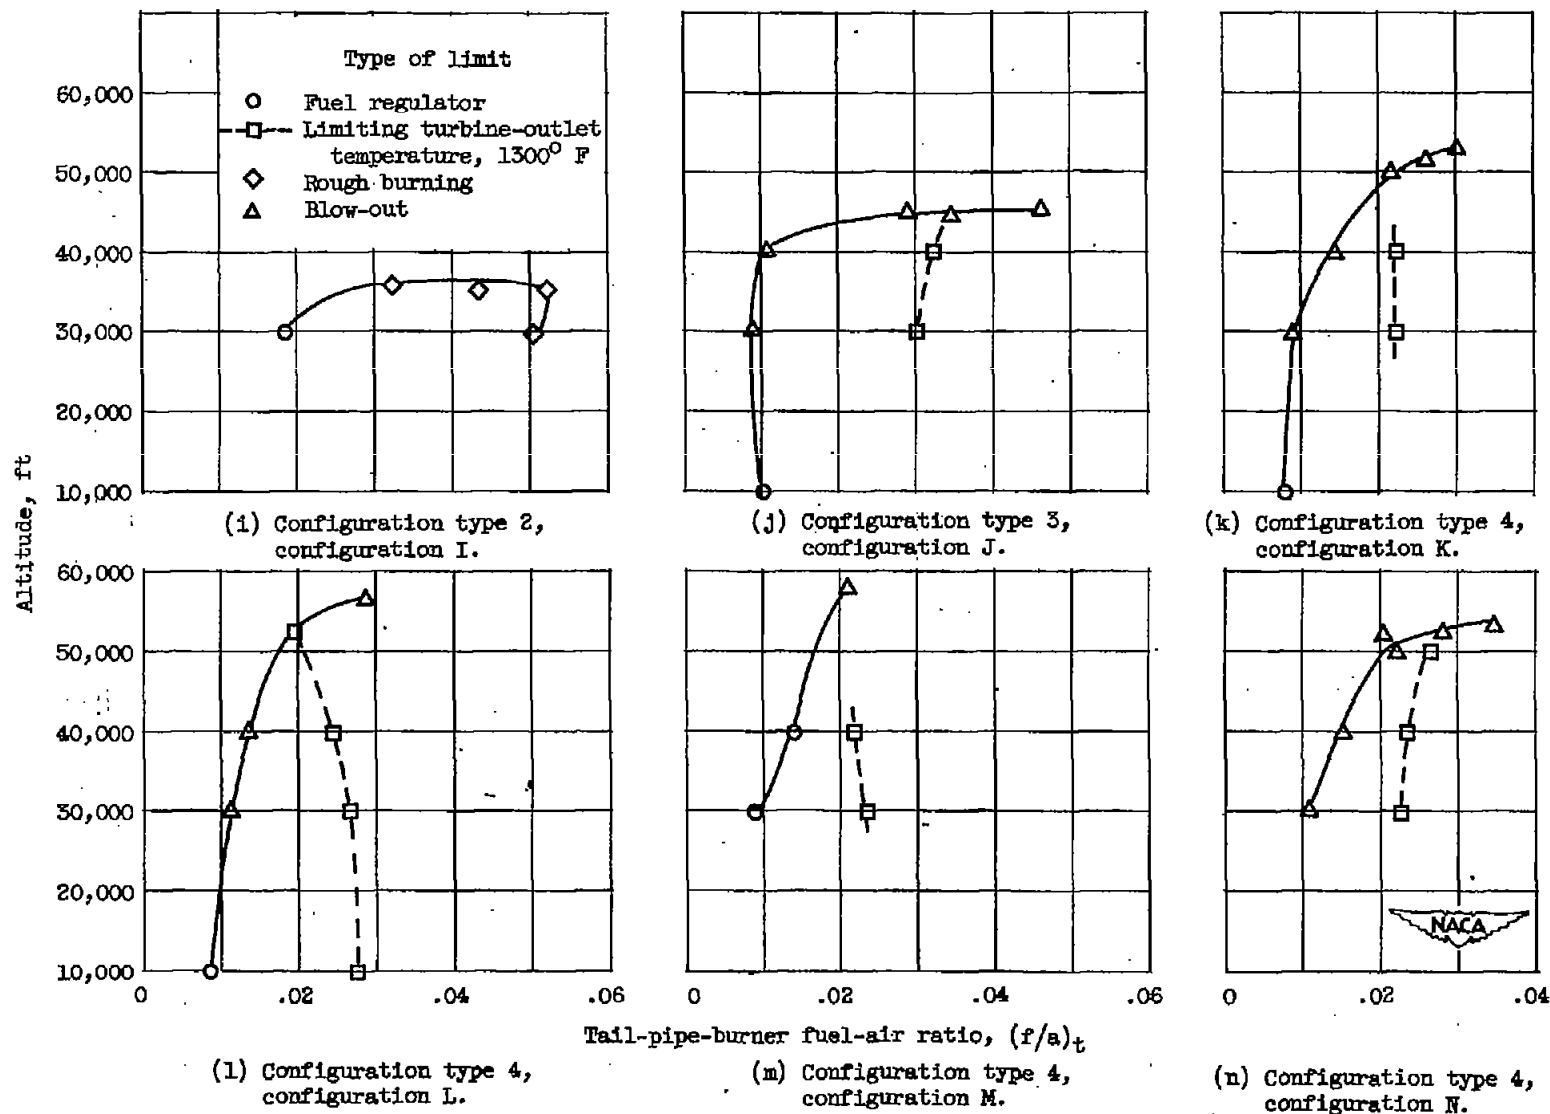 Type of limit
Fuel regulator
Limiting turbine-outlet
temperature, 1300° F
Rough burning
Blow-out
60,000
50,000
40,000
30,000
20,000
10,000
(i) Configuration type 2,
configuration I.
(j) Configuration type 3,
configuration J.
(k) Configuration type 4,
configuration K.
Altitude, ft
60,000
50,000
40,000
30,000
20,000
10,000
NACA
0 .02 .04 .06 0 .02 .04 .06 0 .02 .04
Tail-pipe-burner fuel-air ratio, (f/a)t
(l) Configuration type 4,
configuration L.
(m) Configuration type 4,
configuration M.
(n) Configuration type 4,
configuration N.